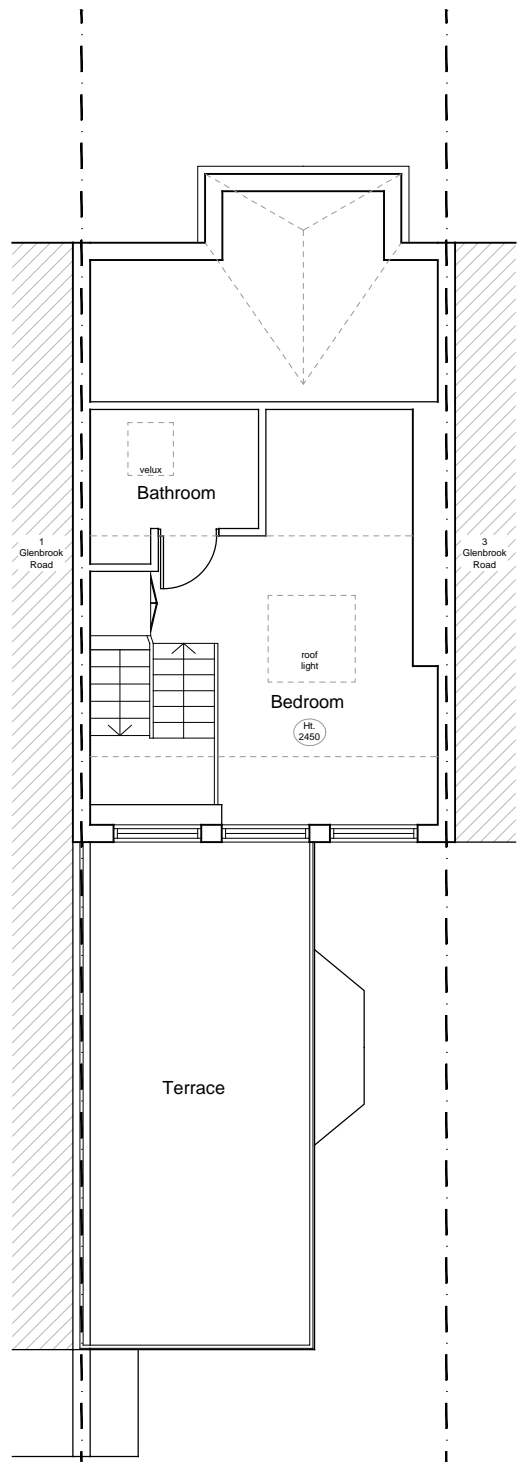 velux
Bathroom
1
Glenbrook
Road
3
Glenbrook
Road
roof
light
Bedroom
Ht.
2450
Terrace